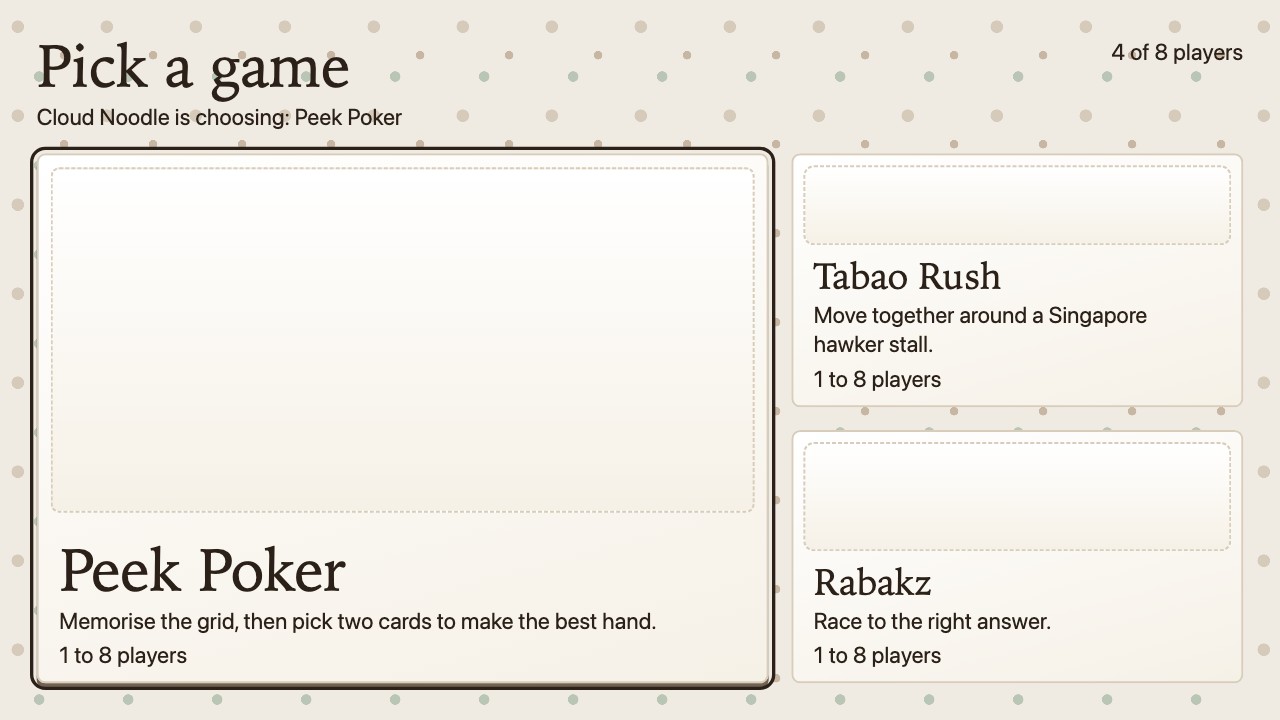 Pick a game
4 of 8 players
Cloud Noodle is choosing: Peek Poker
Peek Poker
Memorise the grid, then pick two cards to make the best hand.
1 to 8 players
Tabao Rush
Move together around a Singapore
hawker stall.
1 to 8 players
Rabakz
Race to the right answer.
1 to 8 players